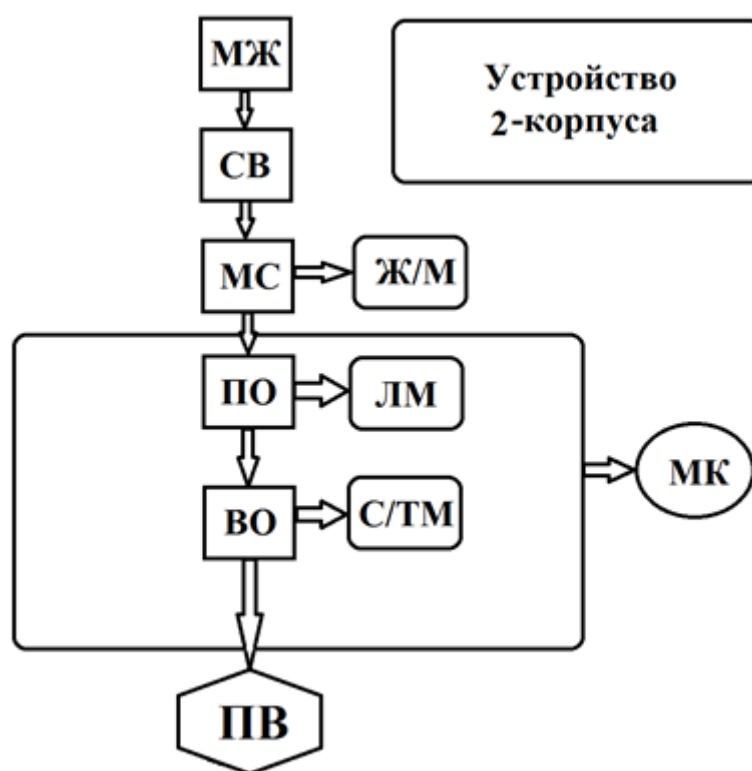 МЖ
Устройство
2-корпуса
СВ
МС
Ж/М
ПО
ЛМ
МК
ВО
С/ТМ
ПВ